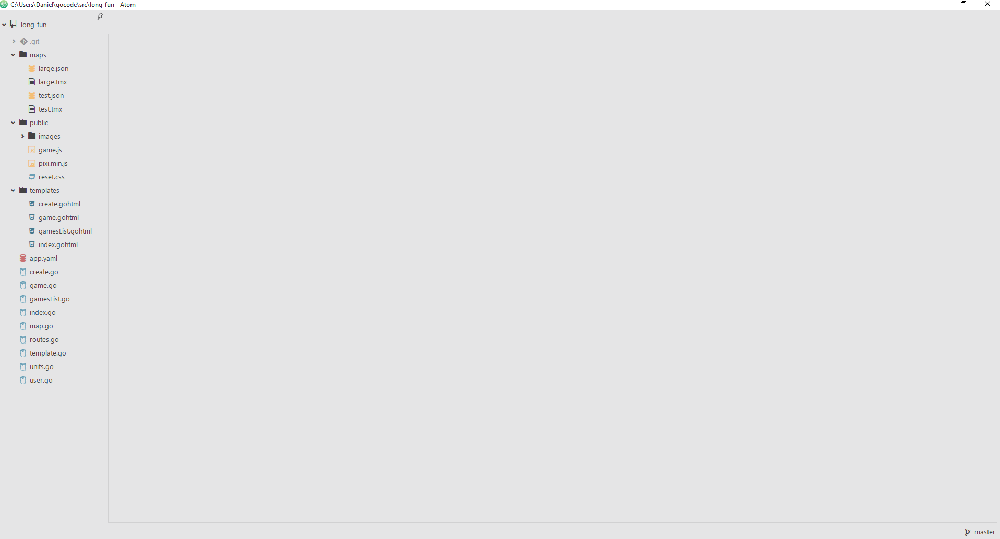 C:\Users\Daniel\gocode\src\long-fun - Atom
long-fun
.git
maps
large.json
large.tmx
test.json
test.tmx
public
images
game.js
pixi.min.js
reset.css
templates
create.gohtml
game.gohtml
gamesList.gohtml
index.gohtml
app.yaml
create.go
game.go
gamesList.go
index.go
map.go
routes.go
template.go
units.go
user.go
master